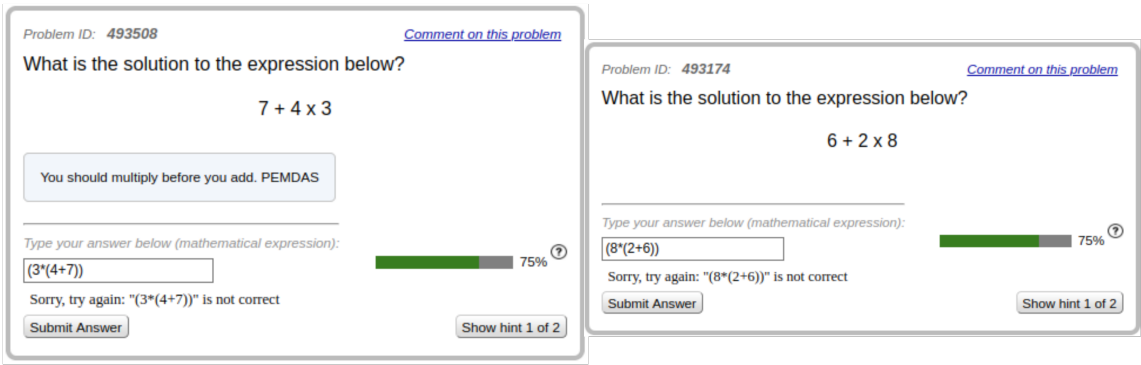 Problem ID: 493508 Comment on this problem
What is the solution to the expression below?
7 + 4 x 3
You should multiply before you add. PEMDAS
Type your answer below (mathematical expression):
(3*(4+7))
75% ?
Sorry, try again: "(3*(4+7))" is not correct
Submit Answer Show hint 1 of 2
Problem ID: 493174 Comment on this problem
What is the solution to the expression below?
6 + 2 x 8
Type your answer below (mathematical expression):
(8*(2+6))
75% ?
Sorry, try again: "(8*(2+6))" is not correct
Submit Answer Show hint 1 of 2